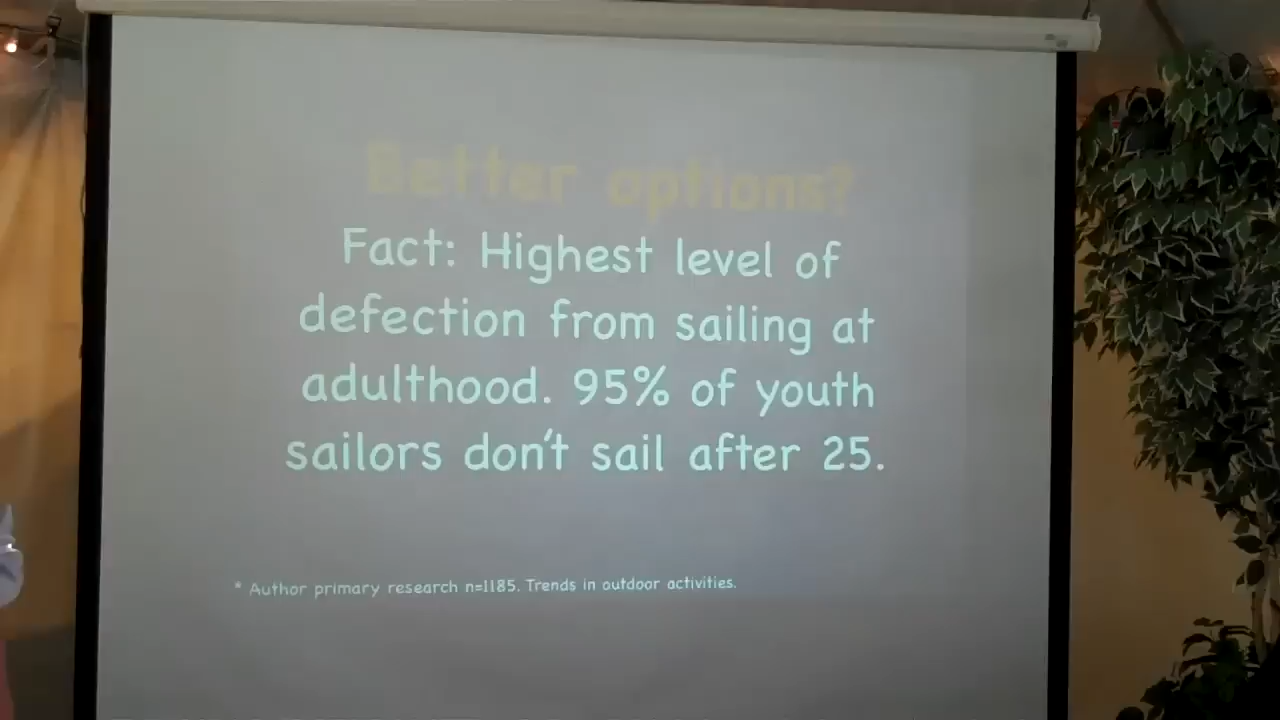 Better options?
Fact: Highest level of
defection from sailing at
adulthood. 95% of youth
sailors don't sail after 25.
* Author primary research n=1185. Trends in outdoor activities.